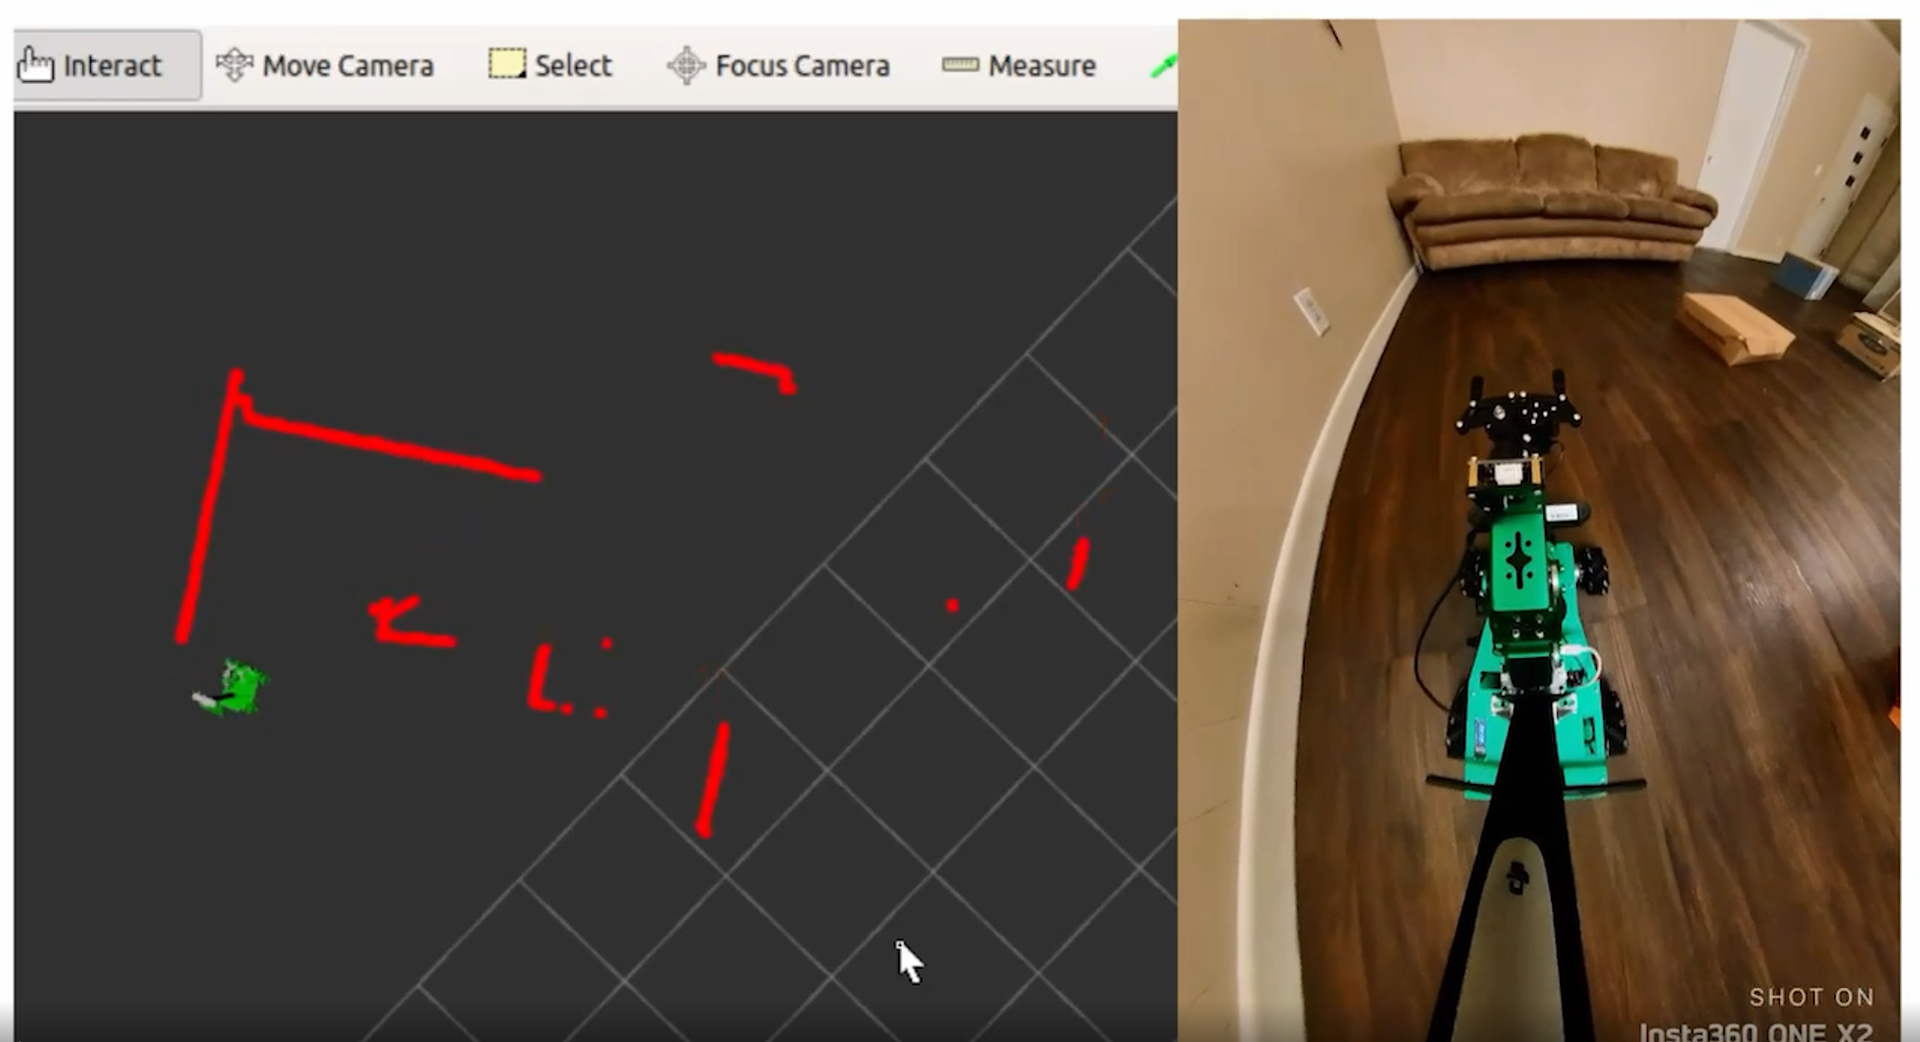 Interact
Move Camera
Select
Focus Camera
Measure
SHOT ON
Insta360 ONE X2